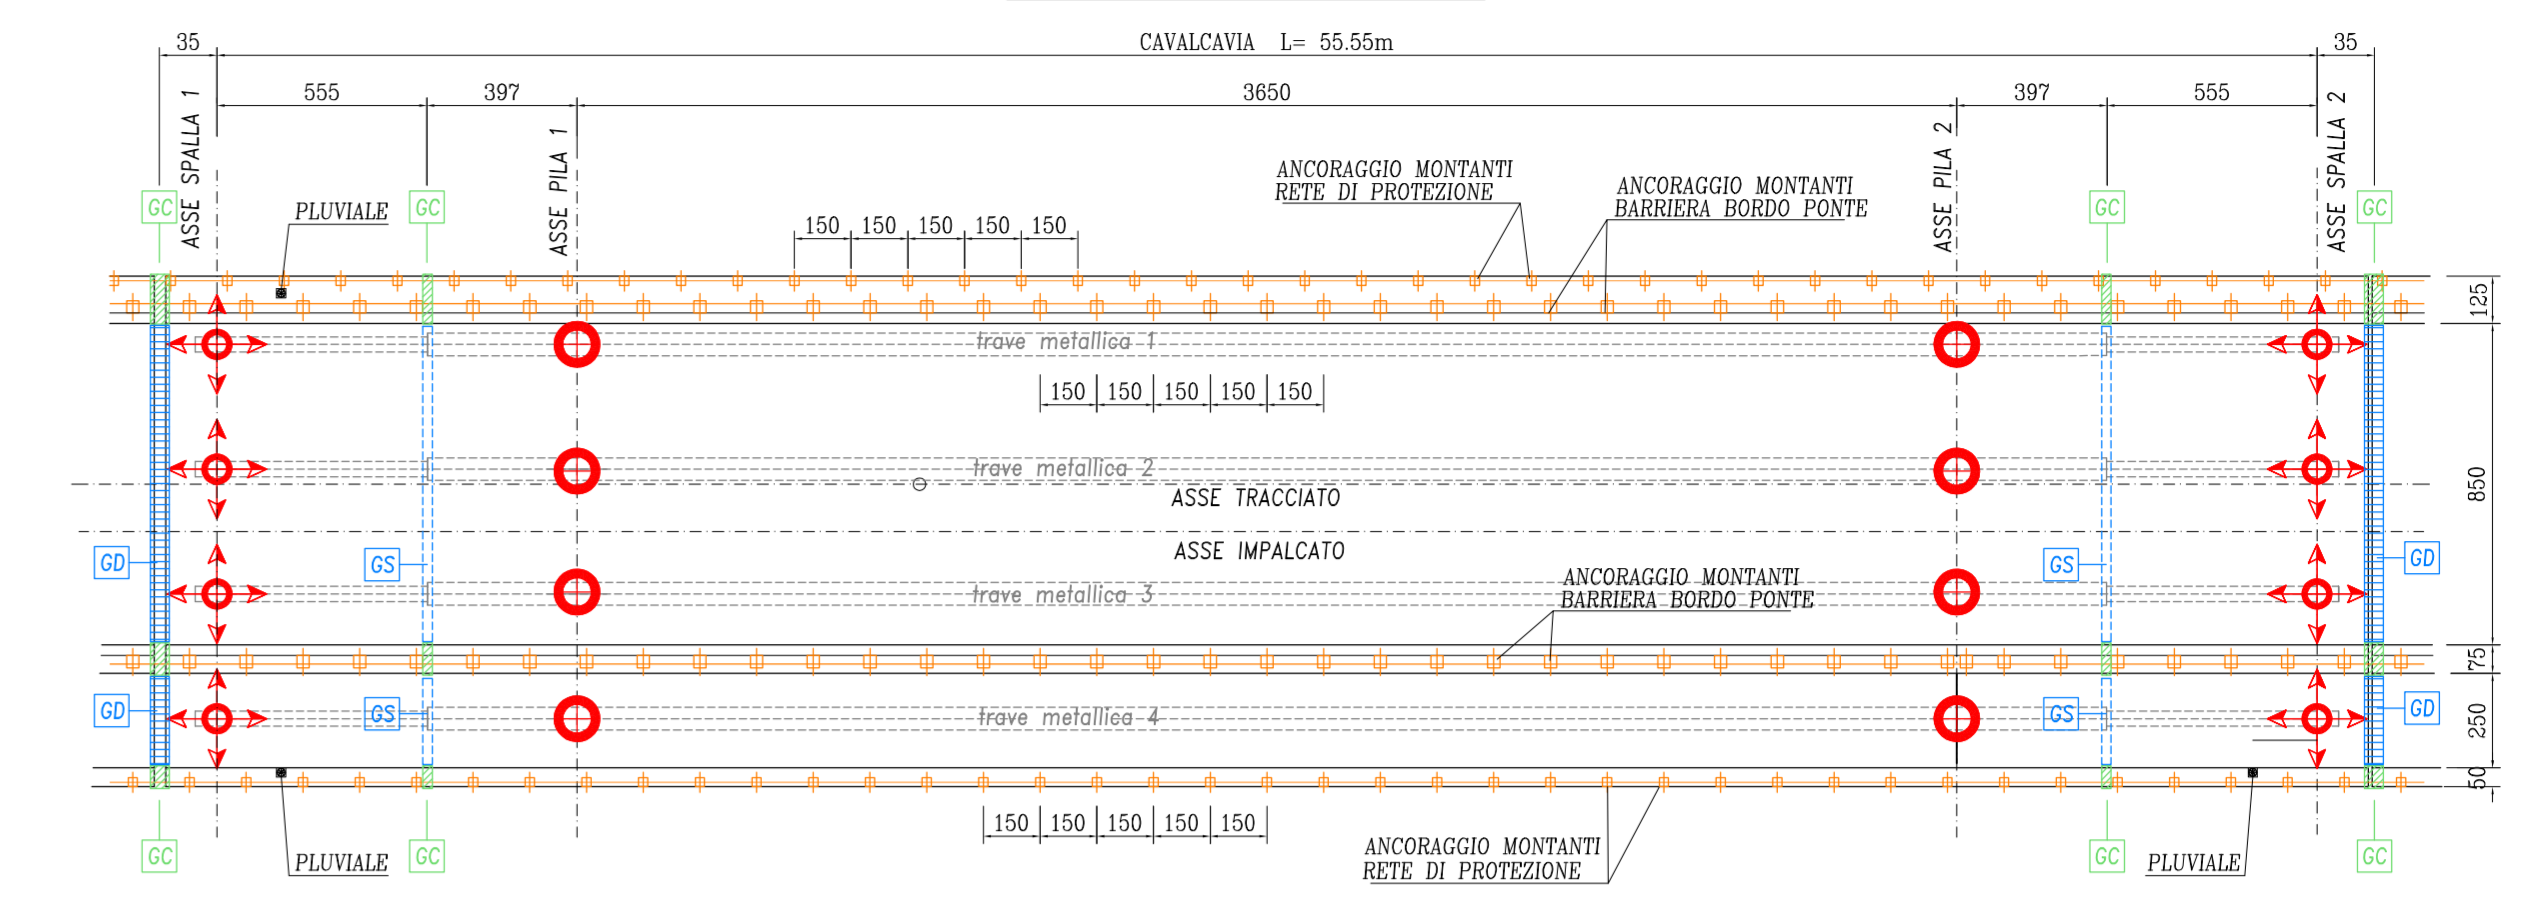 35
CAVALCAVIA L= 55.55m
35
555
397
3650
397
555
ASSE SPALLA 1
ASSE PILA 1
ASSE PILA 2
ASSE SPALLA 2
GC
GC
GC
GC
PLUVIALE
ANCORAGGIO MONTANTI
RETE DI PROTEZIONE
ANCORAGGIO MONTANTI
BARRIERA BORDO PONTE
150
150
150
150
150
125
trave metallica 1
150
150
150
150
150
trave metallica 2
ASSE TRACCIATO
850
ASSE IMPALCATO
GD
GS
GS
GD
ANCORAGGIO MONTANTI
BARRIERA BORDO PONTE
trave metallica 3
75
GD
GS
trave metallica 4
GS
GD
250
50
150
150
150
150
150
PLUVIALE
ANCORAGGIO MONTANTI
RETE DI PROTEZIONE
PLUVIALE
GC
GC
GC
GC